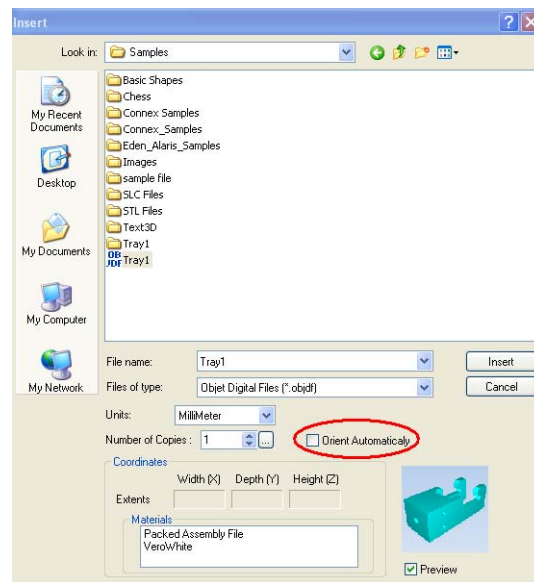 Insert
Look in:
Samples
Basic Shapes
Chess
Connex Samples
Connex_Samples
Eden_Alaris_Samples
Images
sample file
SLC Files
STL Files
Text3D
Tray1
OB
JDF Tray1
My Recent
Documents
Desktop
My Documents
My Computer
My Network
File name: Tray1 Insert
Files of type: Objet Digital Files (*.objdf) Cancel
Units: MilliMeter
Number of Copies : 1 ... Orient Automaticaly
Coordinates
Width (X) Depth (Y) Height (Z)
Extents
Materials
Packed Assembly File
VeroWhite
Preview